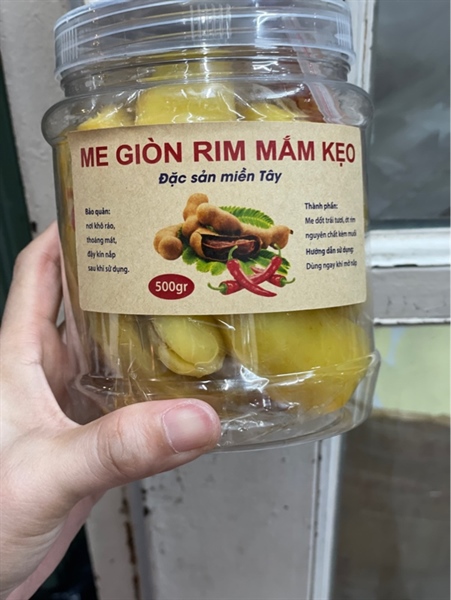 ME GIÒN RIM MẮM KẸO
Đặc sản miền Tây
Bảo quản:
nơi khô ráo,
thoáng mát,
đậy kín nắp
sau khi sử dụng.
500gr
Thành phần:
Me dốt trái tươi, ớt rim
nguyên chất kèm muối
Hướng dẫn sử dụng:
Dùng ngay khi mở nắp